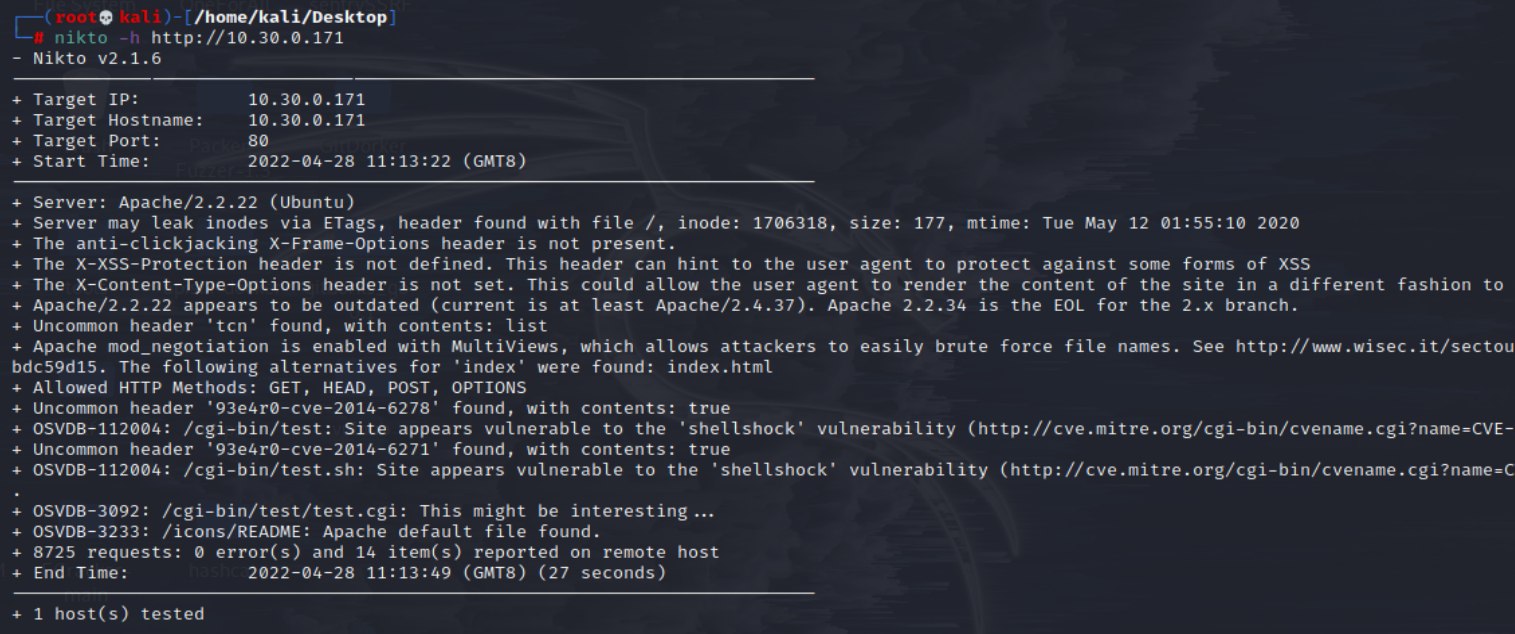 (root💀kali)-[/home/kali/Desktop]
# nikto -h http://10.30.0.171
- Nikto v2.1.6
+ Target IP: 10.30.0.171
+ Target Hostname: 10.30.0.171
+ Target Port: 80
+ Start Time: 2022-04-28 11:13:22 (GMT8)
+ Server: Apache/2.2.22 (Ubuntu)
+ Server may leak inodes via ETags, header found with file /, inode: 1706318, size: 177, mtime: Tue May 12 01:55:10 2020
+ The anti-clickjacking X-Frame-Options header is not present.
+ The X-XSS-Protection header is not defined. This header can hint to the user agent to protect against some forms of XSS
+ The X-Content-Type-Options header is not set. This could allow the user agent to render the content of the site in a different fashion to
+ Apache/2.2.22 appears to be outdated (current is at least Apache/2.4.37). Apache 2.2.34 is the EOL for the 2.x branch.
+ Uncommon header 'tcn' found, with contents: list
+ Apache mod_negotiation is enabled with MultiViews, which allows attackers to easily brute force file names. See http://www.wisec.it/sectou
bdc59d15. The following alternatives for 'index' were found: index.html
+ Allowed HTTP Methods: GET, HEAD, POST, OPTIONS
+ Uncommon header '93e4r0-cve-2014-6278' found, with contents: true
+ OSVDB-112004: /cgi-bin/test: Site appears vulnerable to the 'shellshock' vulnerability (http://cve.mitre.org/cgi-bin/cvename.cgi?name=CVE-
+ Uncommon header '93e4r0-cve-2014-6271' found, with contents: true
+ OSVDB-112004: /cgi-bin/test.sh: Site appears vulnerable to the 'shellshock' vulnerability (http://cve.mitre.org/cgi-bin/cvename.cgi?name=C
.
+ OSVDB-3092: /cgi-bin/test/test.cgi: This might be interesting...
+ OSVDB-3233: /icons/README: Apache default file found.
+ 8725 requests: 0 error(s) and 14 item(s) reported on remote host
+ End Time: 2022-04-28 11:13:49 (GMT8) (27 seconds)
+ 1 host(s) tested